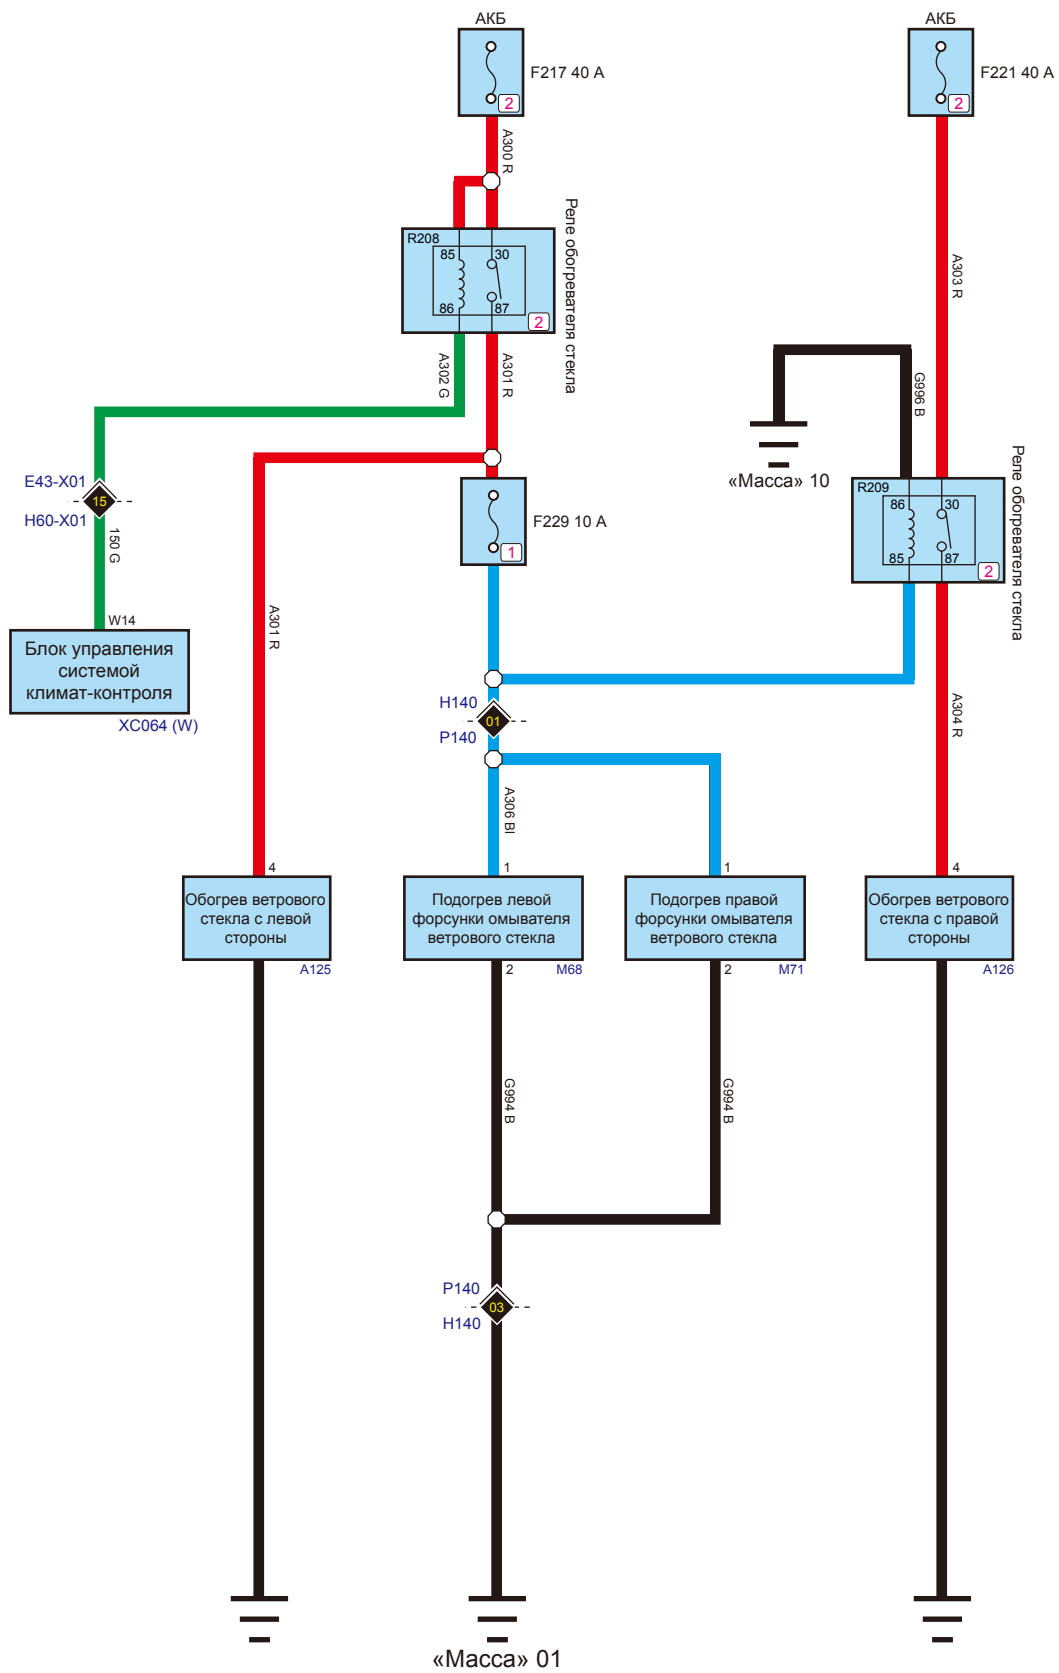 АКБ
АКБ
F217 40 А
F221 40 А
2
2
A300 R
Реле обогревателя стекла
R208
85
30
86
87
2
A303 R
A302 G
A301 R
G996 B
«Масса» 10
Реле обогревателя стекла
R209
86
30
85
87
2
E43-X01
15
H60-X01
150 G
F229 10 А
1
W14
Блок управления
системой
климат-контроля
XC064 (W)
A301 R
H140
01
P140
A304 R
A306 Bl
4
1
1
4
Обогрев ветрового
стекла с левой
стороны
A125
Подогрев левой
форсунки омывателя
ветрового стекла
2
M68
Подогрев правой
форсунки омывателя
ветрового стекла
2
M71
Обогрев ветрового
стекла с правой
стороны
A126
G994 B
G994 B
P140
03
H140
«Масса» 01